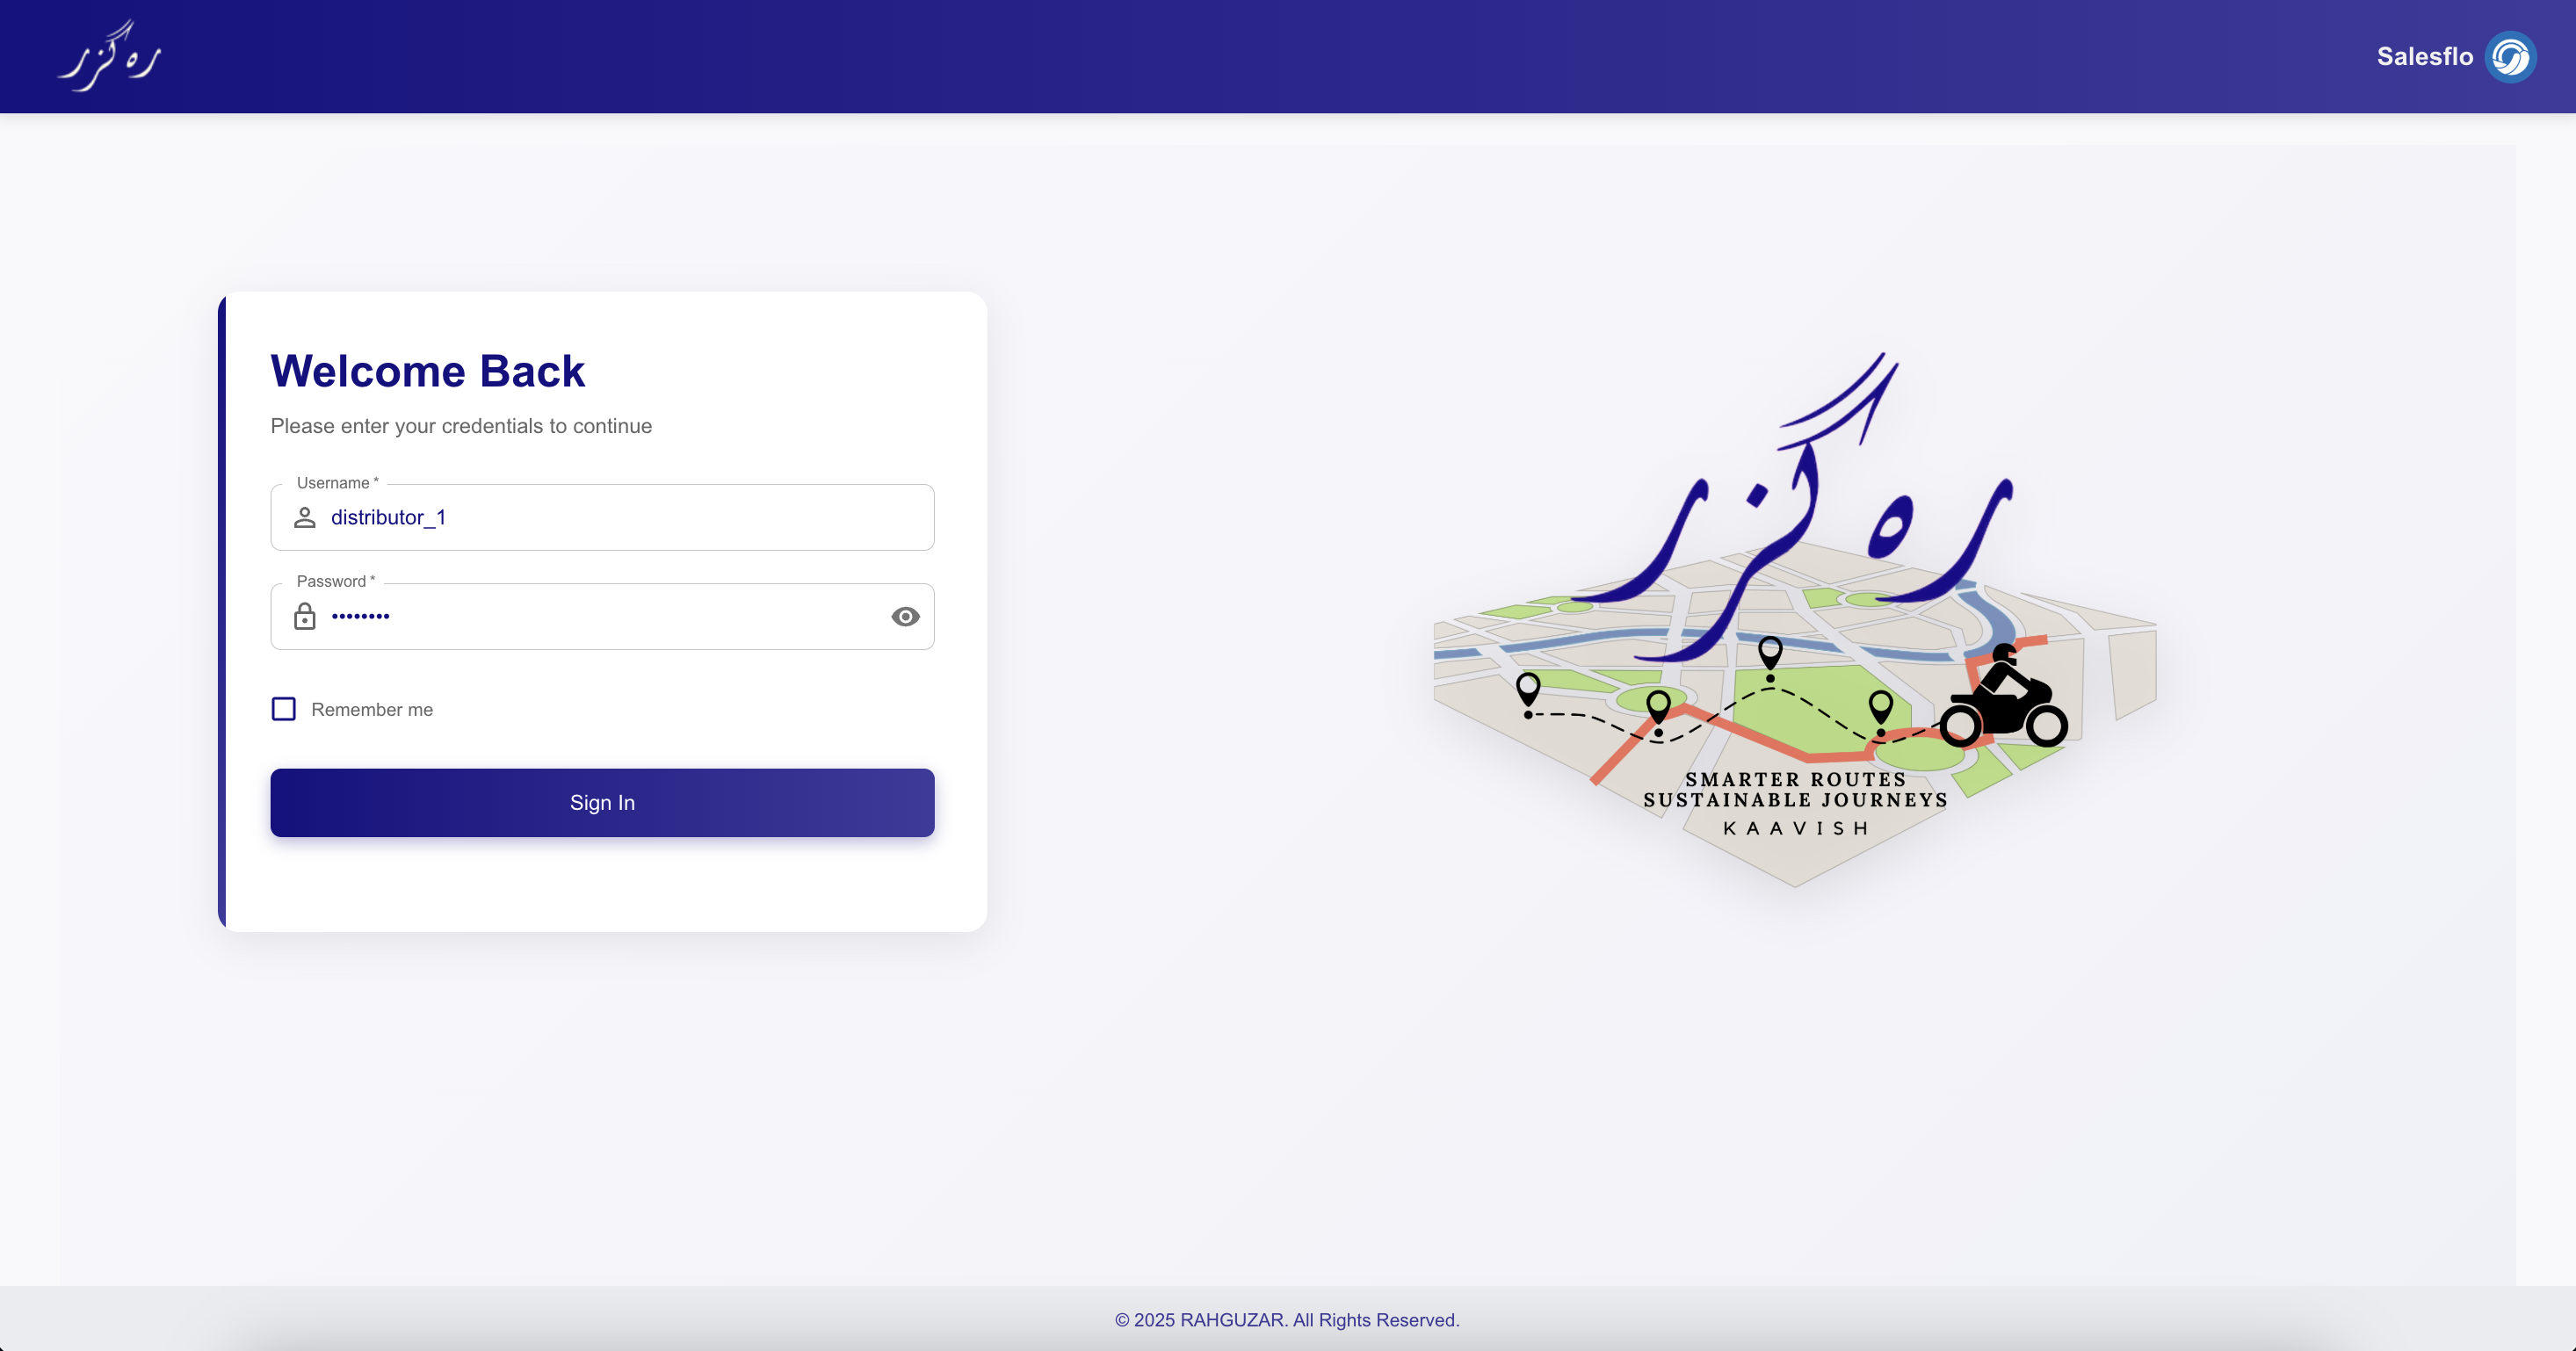 رہ گزر
Salesflo
Welcome Back
Please enter your credentials to continue
Username *
distributor_1
Password *
••••••••
Remember me
Sign In
رہ گزر
SMARTER ROUTES
SUSTAINABLE JOURNEYS
KAAVISH
© 2025 RAHGUZAR. All Rights Reserved.